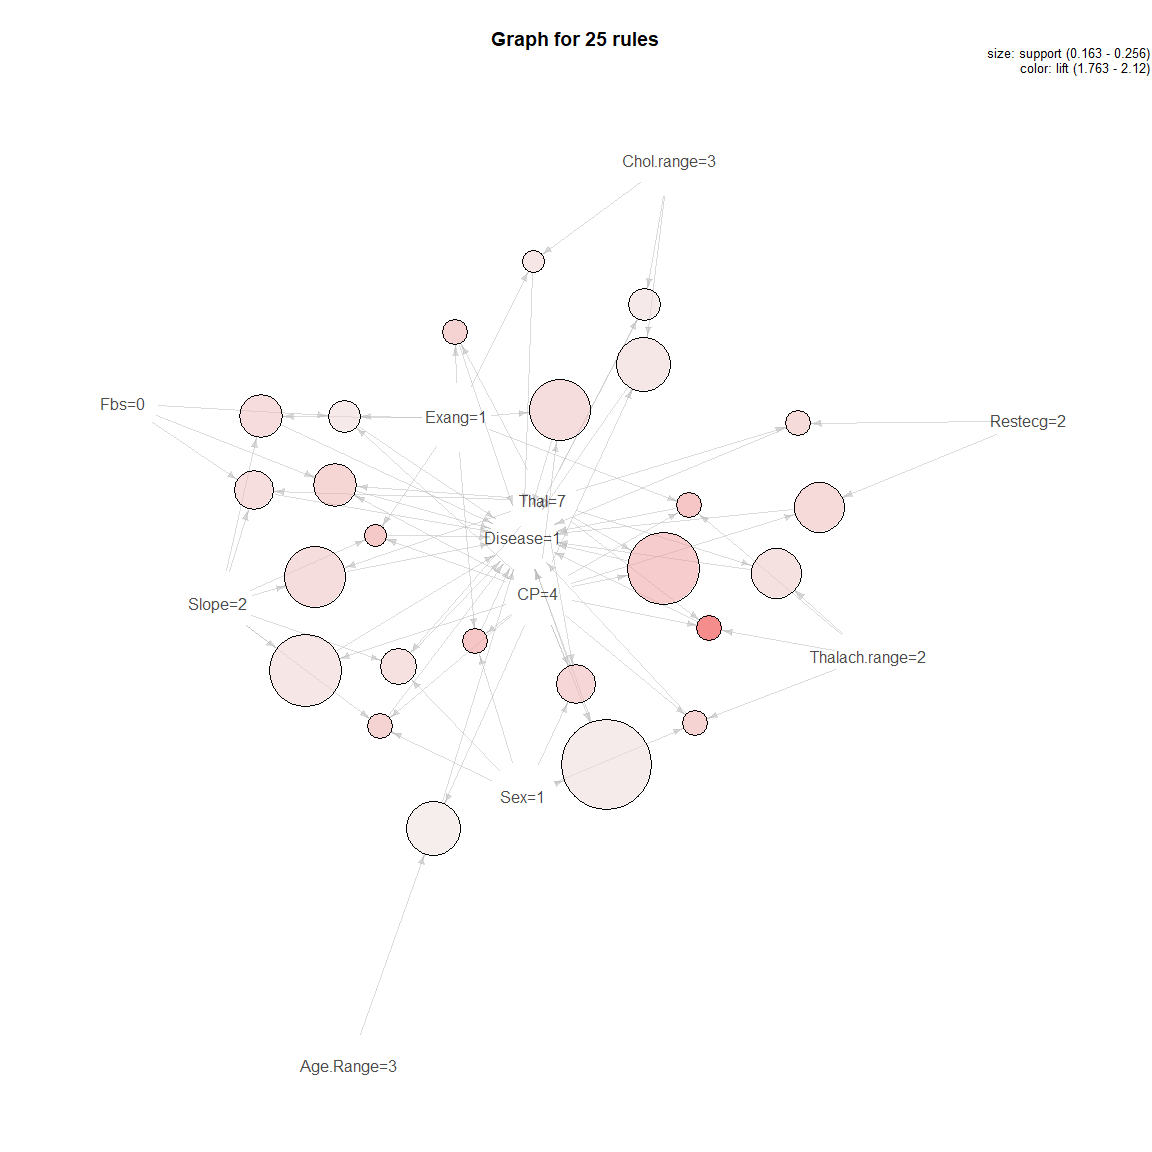 Graph for 25 rules
size: support (0.163 - 0.256)
color: lift (1.763 - 2.12)
Chol.range=3
Fbs=0
Exang=1
Restecg=2
Thal=7
Disease=1
CP=4
Slope=2
Thalach.range=2
Sex=1
Age.Range=3